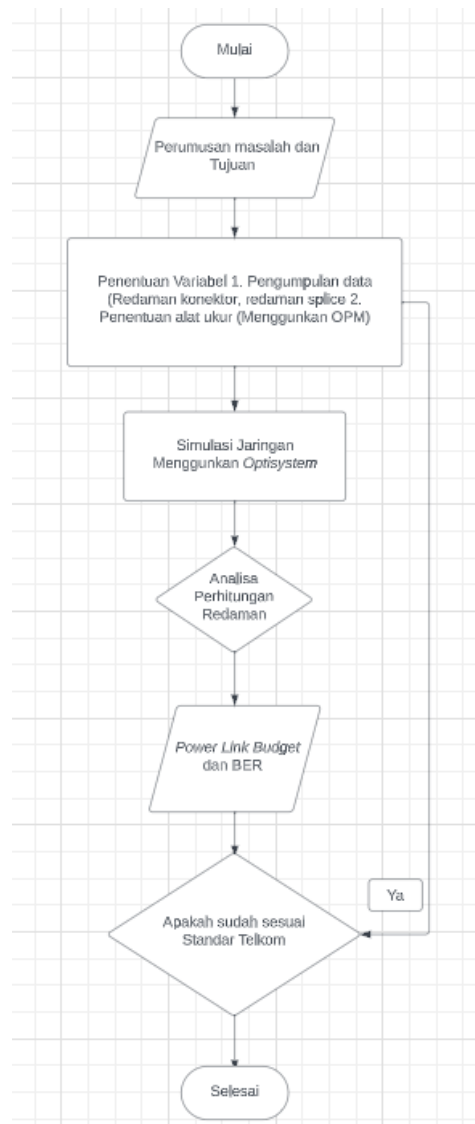 Mulai
Perumusan masalah dan
Tujuan
Penentuan Variabel 1. Pengumpulan data
(Redaman konektor, redaman splice 2.
Penentuan alat ukur (Menggunkan OPM)
Simulasi Jaringan
Menggunkan Optisystem
Analisa
Perhitungan
Redaman
Power Link Budget
dan BER
Ya
Apakah sudah sesuai
Standar Telkom
Selesai